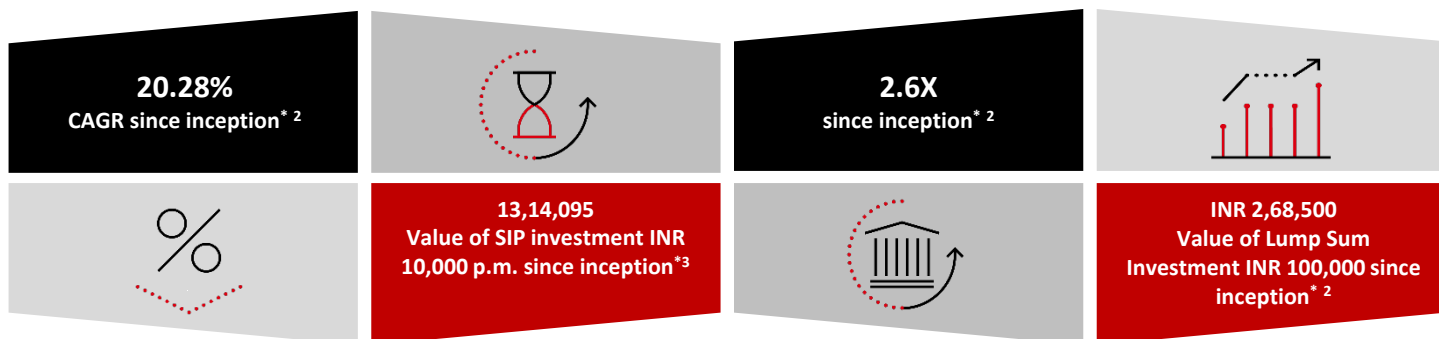 20.28%
CAGR since inception* 2
2.6X
since inception* 2
13,14,095
Value of SIP investment INR
10,000 p.m. since inception*3
INR 2,68,500
Value of Lump Sum
Investment INR 100,000 since
inception* 2